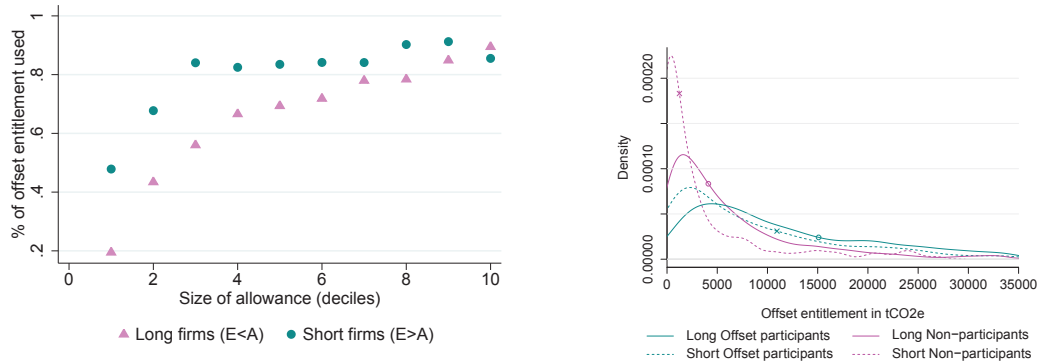 % of offset entitlement used
1
.8
.6
.4
.2
0 2 4 6 8 10
Size of allowance (deciles)
Long firms (E<A) Short firms (E>A)
Density
0.00020
0.00010
0.00000
0 5000 10000 15000 20000 25000 30000 35000
Offset entitlement in tCO2e
Long Offset participants Long Non−participants
Short Offset participants Short Non−participants